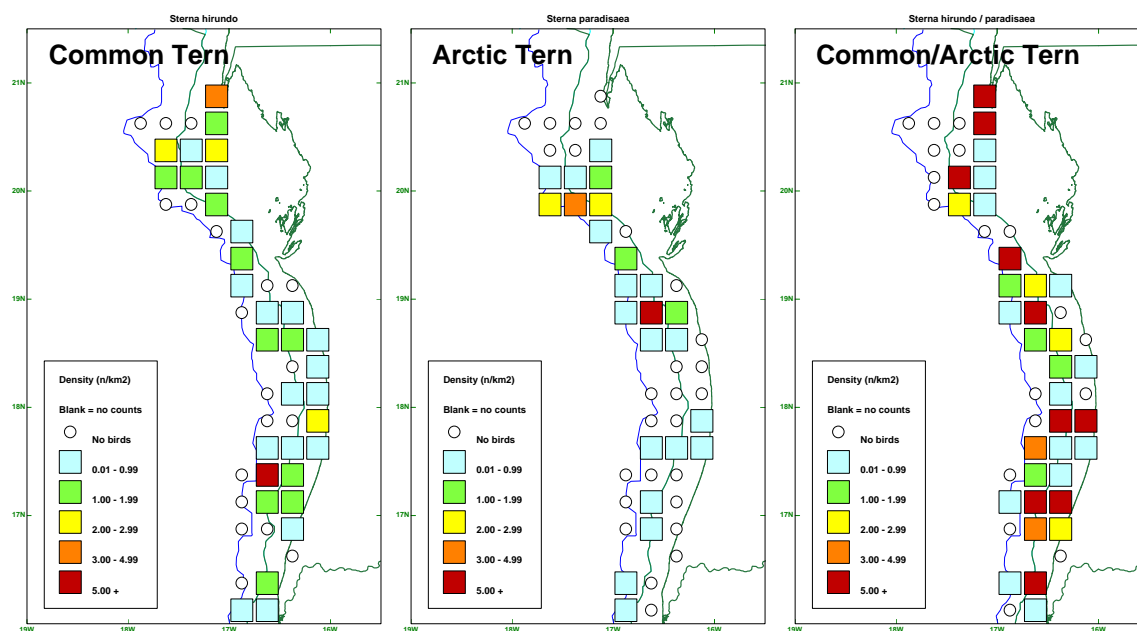 Sterna hirundo
Common Tern
21N
20N
19N
18N
17N
Density (n/km2)
Blank = no counts
No birds
0.01 - 0.99
1.00 - 1.99
2.00 - 2.99
3.00 - 4.99
5.00 +
19W
18W
17W
16W
Sterna paradisaea
Arctic Tern
21N
20N
19N
18N
17N
Density (n/km2)
Blank = no counts
No birds
0.01 - 0.99
1.00 - 1.99
2.00 - 2.99
3.00 - 4.99
5.00 +
18W
17W
16W
Sterna hirundo / paradisaea
Common/Arctic Tern
21N
20N
19N
18N
17N
Density (n/km2)
Blank = no counts
No birds
0.01 - 0.99
1.00 - 1.99
2.00 - 2.99
3.00 - 4.99
5.00 +
18W
17W
16W